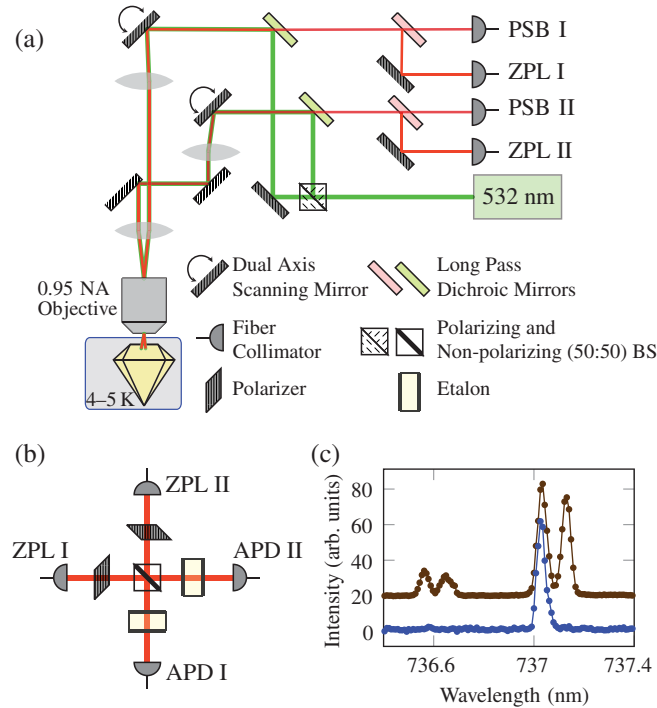 (a)
PSB I
ZPL I
PSB II
ZPL II
532 nm
0.95 NA
Objective
4–5 K
Dual Axis
Scanning Mirror
Long Pass
Dichroic Mirrors
Fiber
Collimator
Polarizing and
Non-polarizing (50:50) BS
Polarizer
Etalon
(b)
ZPL II
ZPL I
APD II
APD I
(c)
Intensity (arb. units)
80
60
40
20
0
736.6
737
737.4
Wavelength (nm)